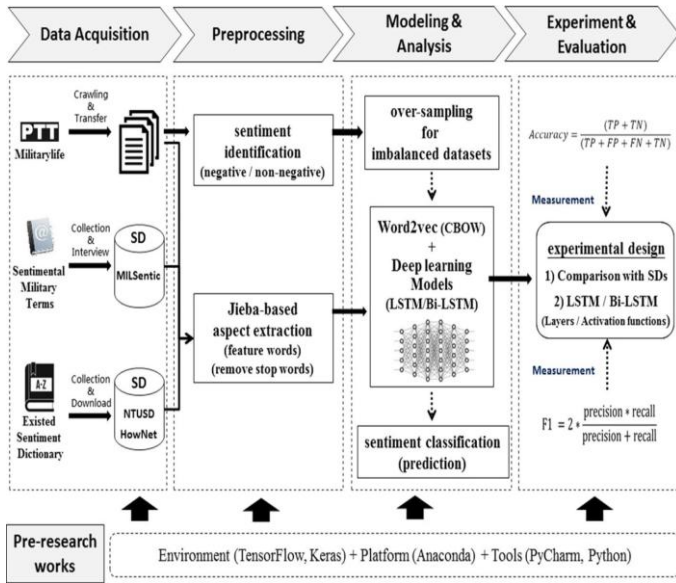 Data Acquisition
Preprocessing
Modeling &
Analysis
Experiment &
Evaluation
PTT
Militarylife
Crawling
&
Transfer
Sentimental
Military
Terms
Collection
&
Interview
SD
MILSentic
A-Z
Existed
Sentiment
Dictionary
Collection
&
Download
SD
NTUSD
HowNet
sentiment
identification
(negative / non-negative)
Jieba-based
aspect extraction
(feature words)
(remove stop words)
over-sampling
for
imbalanced datasets
Word2vec (CBOW)
+
Deep learning
Models
(LSTM/Bi-LSTM)
sentiment classification
(prediction)
Accuracy = (TP + TN) / (TP + FP + FN + TN)
Measurement
experimental design
1) Comparison with SDs
2) LSTM / Bi-LSTM
(Layers / Activation functions)
Measurement
F1 = 2 * precision * recall / precision + recall
Pre-research
works
Environment (TensorFlow, Keras) + Platform (Anaconda) + Tools (PyCharm, Python)